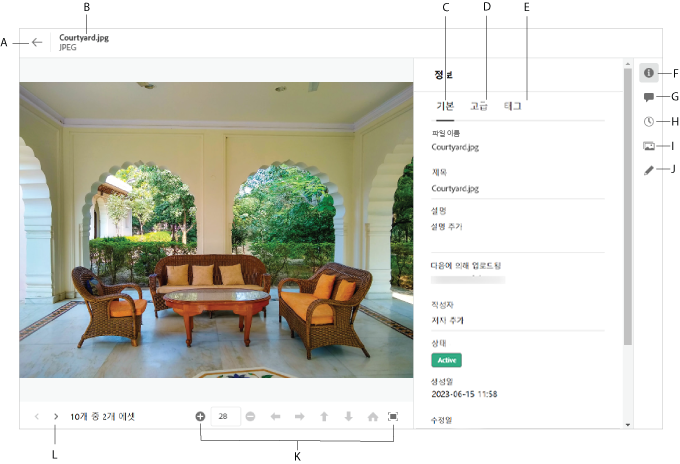 B
C
D
E
A
Courtyard.jpg
JPEG
정보
F
기본 고급 태그
G
파일 이름
Courtyard.jpg
H
I
제목
J
Courtyard.jpg
설명
설명 추가
다음에 의해 업로드됨
작성자
저자 추가
상태
Active
생성일
2023-06-15 11:58
수정일
10개 중 2개 에셋
28
L
K